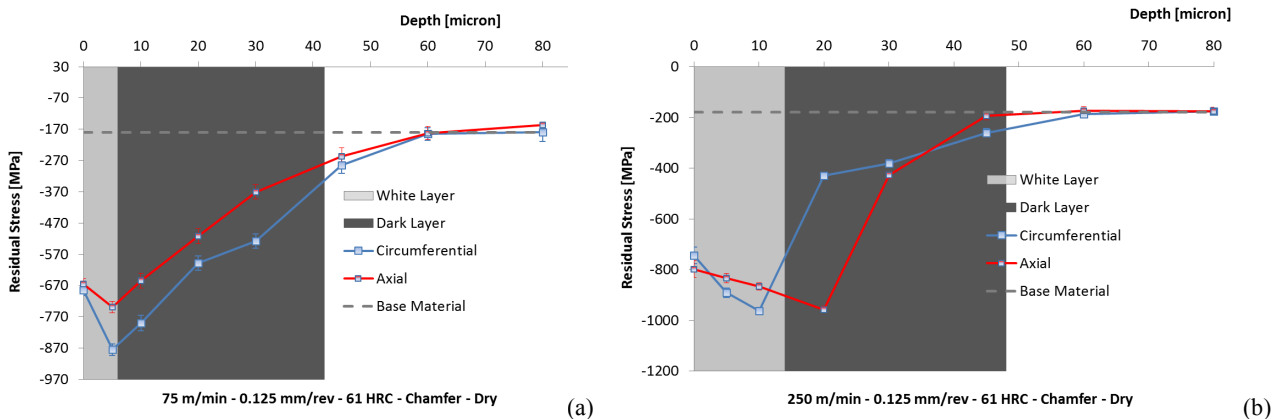 Depth [micron]
0 10 20 30 40 50 60 70 80
30
-70
-170
-270
-370
-470
-570
-670
-770
-870
-970
Residual Stress [MPa]
White Layer
Dark Layer
Circumferential
Axial
Base Material
75 m/min - 0.125 mm/rev - 61 HRC - Chamfer - Dry
(a)
Depth [micron]
0 10 20 30 40 50 60 70 80
0
-200
-400
-600
-800
-1000
-1200
Residual Stress [MPa]
White Layer
Dark Layer
Circumferential
Axial
Base Material
250 m/min - 0.125 mm/rev - 61 HRC - Chamfer - Dry
(b)